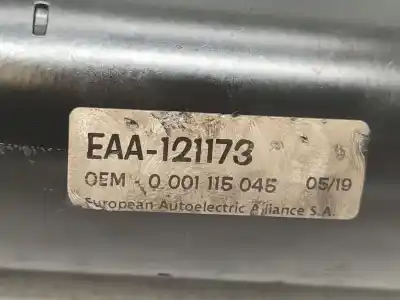 EAA-121173
OEM - 0 001 115 045 05/19
European Autoelectric Alliance S.A.